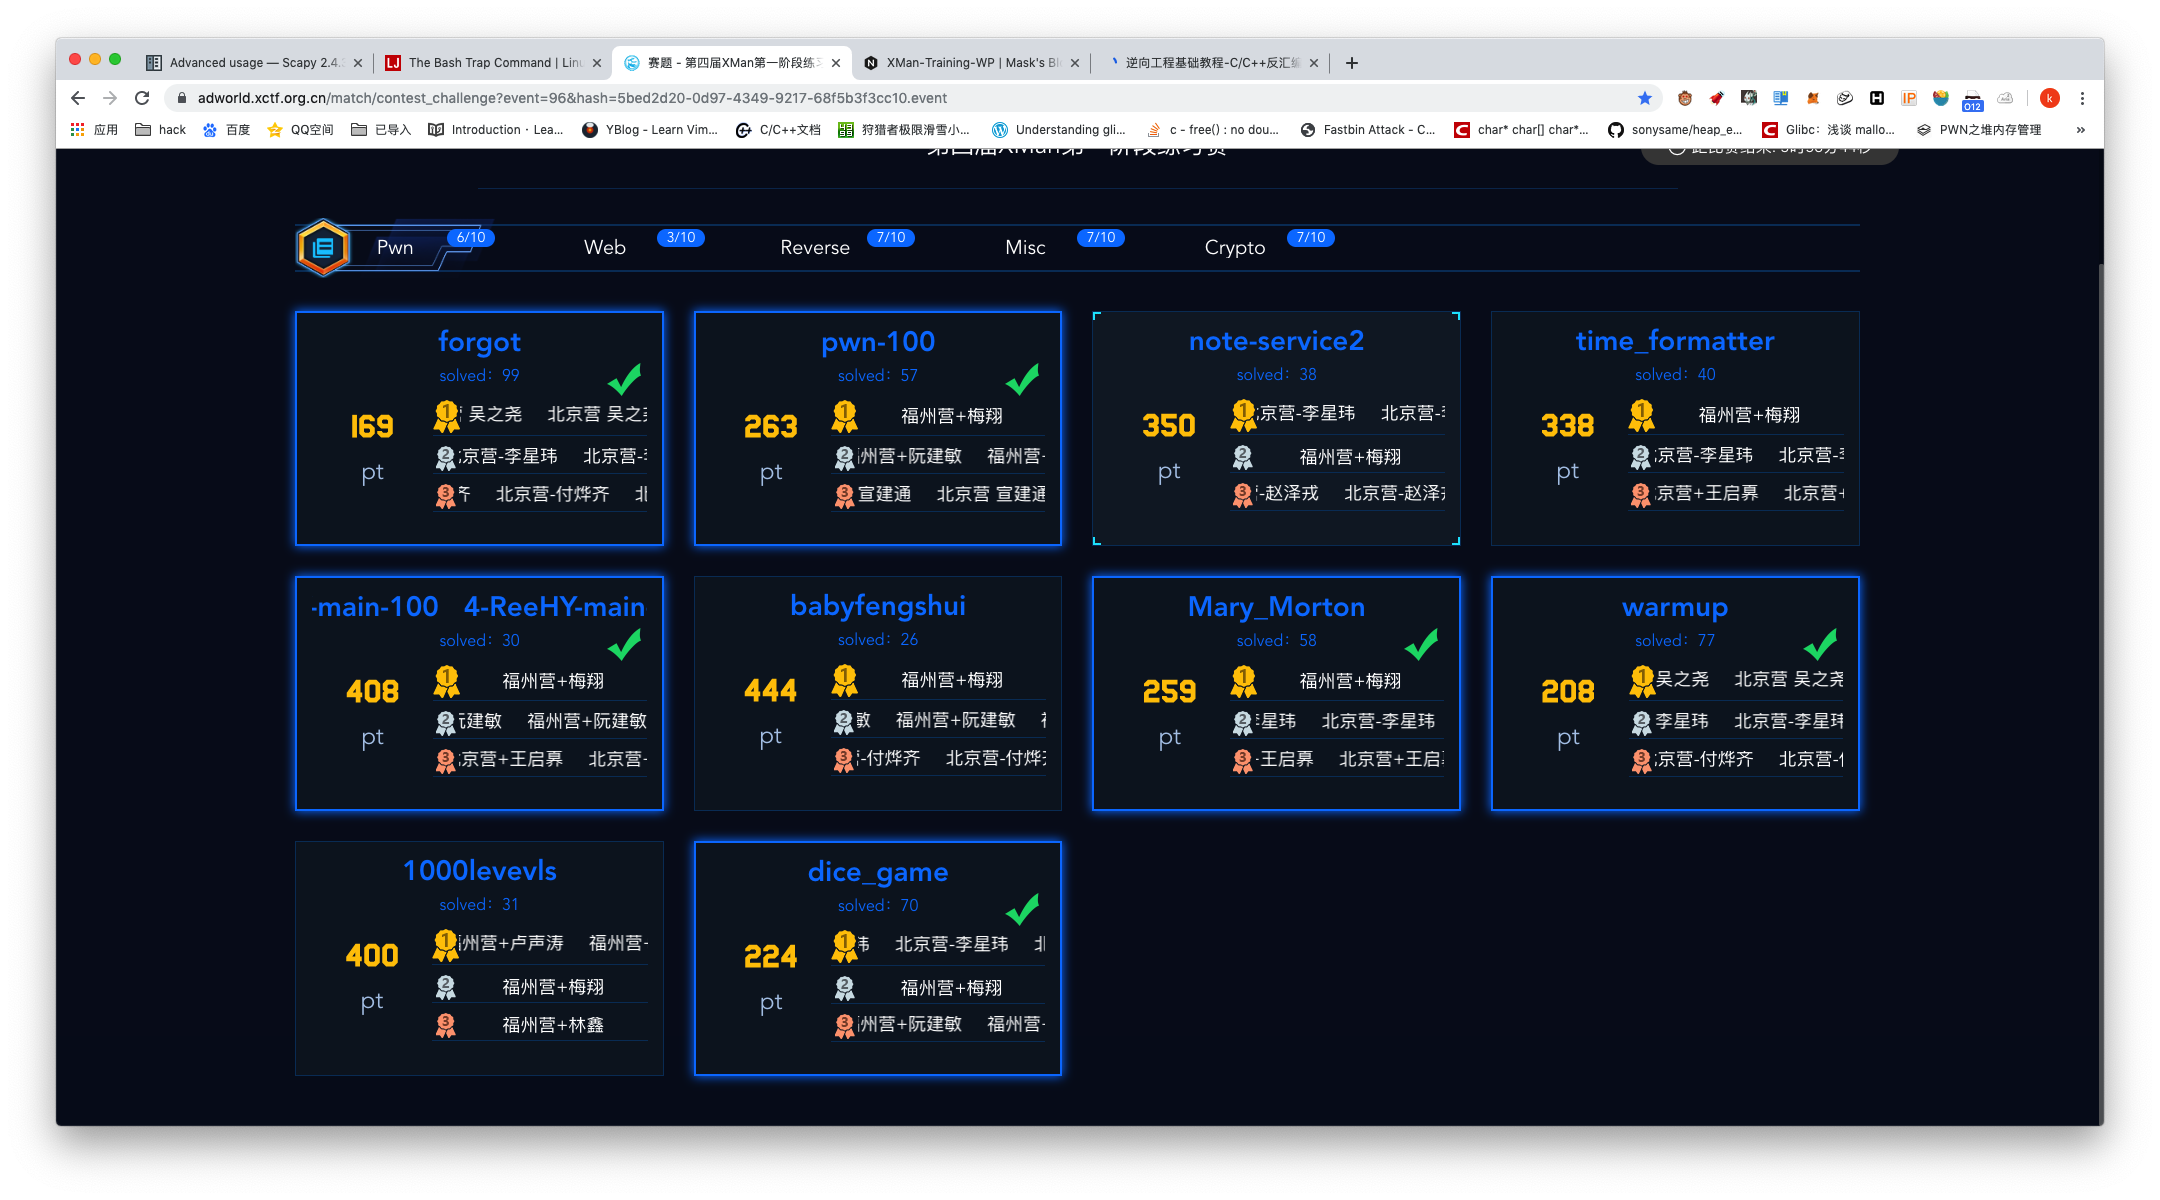 Advanced usage — Scapy 2.4.
The Bash Trap Command | Linu
赛题 - 第四届XMan第一阶段练习
XMan-Training-WP | Mask's Bl
逆向工程基础教程-C/C++反汇编
adworld.xctf.org.cn/match/contest_challenge?event=96&hash=5bed2d20-0d97-4349-9217-68f5b3f3cc10.event
IP
012
k
应用
hack
百度
QQ空间
已导入
Introduction · Lea...
YBlog - Learn Vim...
C/C++文档
狩猎者极限滑雪小...
Understanding gli...
c - free() : no dou...
Fastbin Attack - C...
char* char[] char*...
sonysame/heap_e...
Glibc：浅谈 mallo...
PWN之堆内存管理
»
第四届XMan第一阶段练习赛
Pwn 6/10
Web 3/10
Reverse 7/10
Misc 7/10
Crypto 7/10
forgot
solved：99
169 pt
1 吴之尧 北京营 吴之
2 京营-李星玮 北京营-
3 齐 北京营-付烨齐
pwn-100
solved：57
263 pt
1 福州营+梅翔
2 州营+阮建敏 福州营-
3 宣建通 北京营 宣建通
note-service2
solved：38
350 pt
1 京营-李星玮 北京营-
2 福州营+梅翔
3 -赵泽戎 北京营-赵泽
time_formatter
solved：40
338 pt
1 福州营+梅翔
2 京营-李星玮 北京营-
3 京营+王启 北京营+
-main-100 4-ReeHY-main-
solved：30
408 pt
1 福州营+梅翔
2 阮建敏 福州营+阮建敏
3 京营+王启 北京营-
babyfengshui
solved：26
444 pt
1 福州营+梅翔
2 敏 福州营+阮建敏
3 -付烨齐 北京营-付烨
Mary_Morton
solved：58
259 pt
1 福州营+梅翔
2 李星玮 北京营-李星玮
3 -王启 北京营+王启
warmup
solved：77
208 pt
1 吴之尧 北京营 吴之尧
2 李星玮 北京营-李星玮
3 京营-付烨齐 北京营-
1000levevls
solved：31
400 pt
1 州营+卢声涛 福州营-
2 福州营+梅翔
3 福州营+林鑫
dice_game
solved：70
224 pt
1 玮 北京营-李星玮
2 福州营+梅翔
3 州营+阮建敏 福州营-